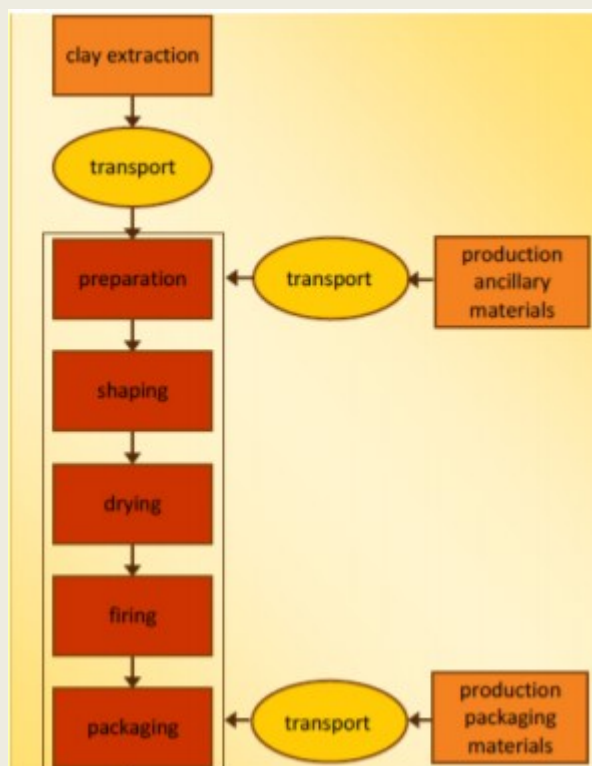 clay extraction
transport
preparation
transport
production
ancillary
materials
shaping
drying
firing
packaging
transport
production
packaging
materials